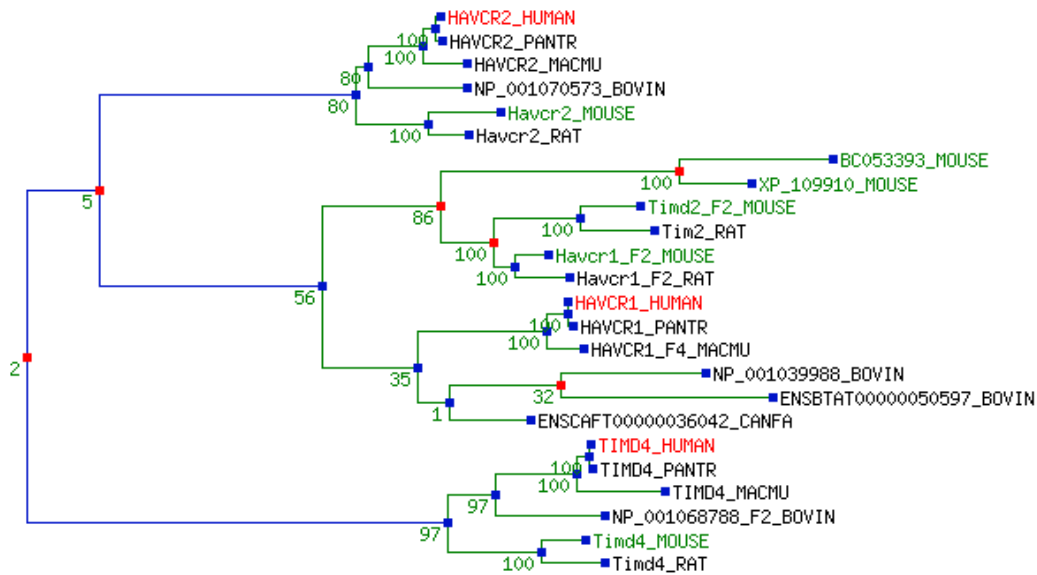 HAVCR2_HUMAN
100
HAVCR2_PANTR
100
HAVCR2_MACMU
80
NP_001070573_BOVIN
80
Havcr2_MOUSE
100
Havcr2_RAT
BC053393_MOUSE
100
XP_109910_MOUSE
5
86
Timd2_F2_MOUSE
100
Tim2_RAT
100
Havcr1_F2_MOUSE
100
Havcr1_F2_RAT
56
HAVCR1_HUMAN
100
HAVCR1_PANTR
100
HAVCR1_F4_MACMU
2
35
NP_001039988_BOVIN
32
ENSBTAT00000050597_BOVIN
1
ENSCAFT00000036042_CANFA
TIMD4_HUMAN
100
TIMD4_PANTR
100
TIMD4_MACMU
97
NP_001068788_F2_BOVIN
97
Timd4_MOUSE
100
Timd4_RAT